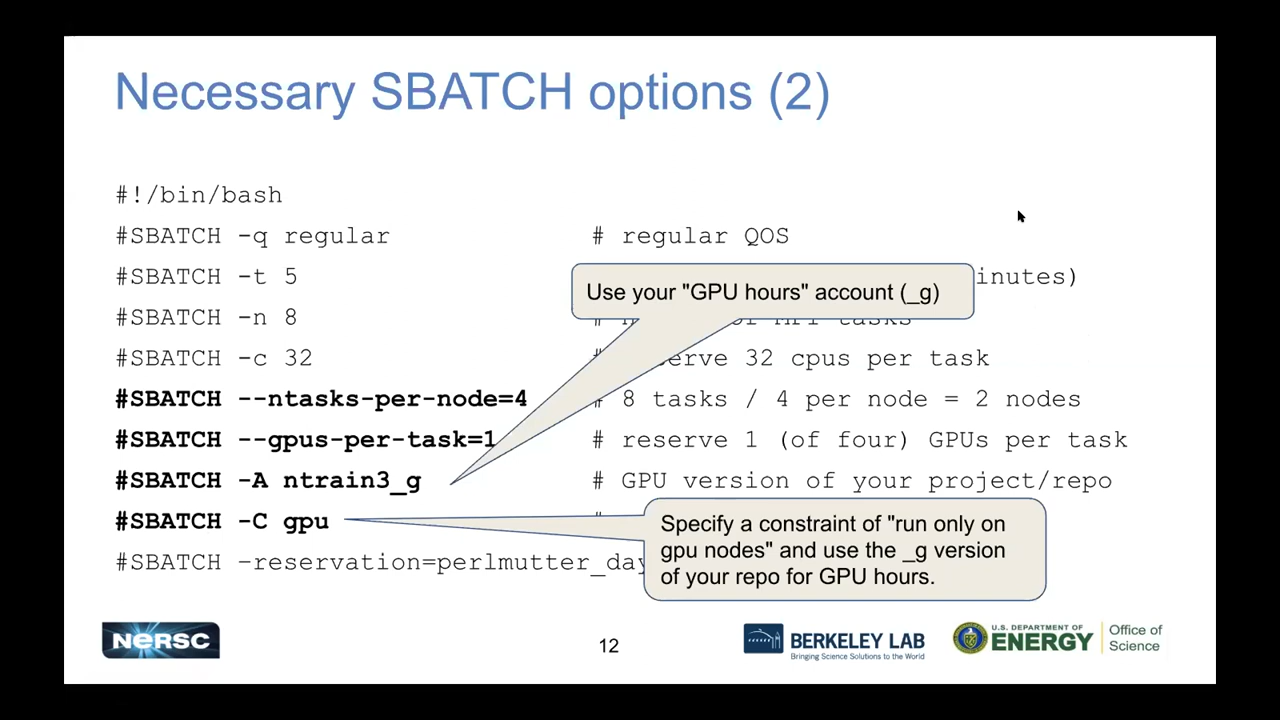 Necessary SBATCH options (2)
#!/bin/bash
#SBATCH -q regular # regular QOS
#SBATCH -t 5 inutes)
Use your "GPU hours" account (_g)
#SBATCH -n 8 # tasks
#SBATCH -c 32 # erve 32 cpus per task
#SBATCH --ntasks-per-node=4 # 8 tasks / 4 per node = 2 nodes
#SBATCH --gpus-per-task=1 # reserve 1 (of four) GPUs per task
#SBATCH -A ntrain3_g # GPU version of your project/repo
#SBATCH -C gpu #
Specify a constraint of "run only on
gpu nodes" and use the _g version
of your repo for GPU hours.
#SBATCH –reservation=perlmutter_day
NERSC
12
BERKELEY LAB
Bringing Science Solutions to the World
U.S. DEPARTMENT OF
ENERGY
Office of
Science